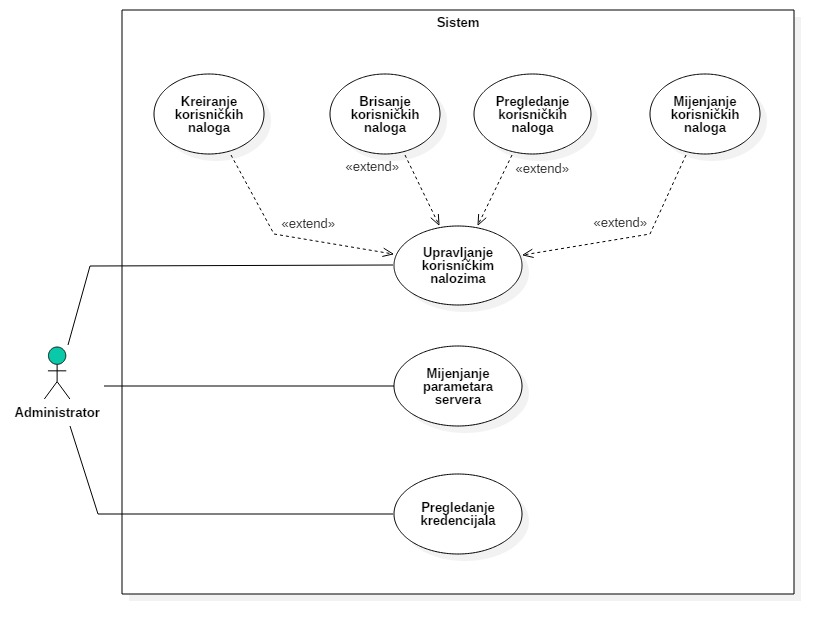 Sistem
Kreiranje
korisničkih
naloga
Brisanje
korisničkih
naloga
Pregledanje
korisničkih
naloga
Mijenjanje
korisničkih
naloga
«extend»
«extend»
«extend»
«extend»
Upravljanje
korisničkim
nalozima
Mijenjanje
parametara
servera
Administrator
Pregledanje
kredencijala